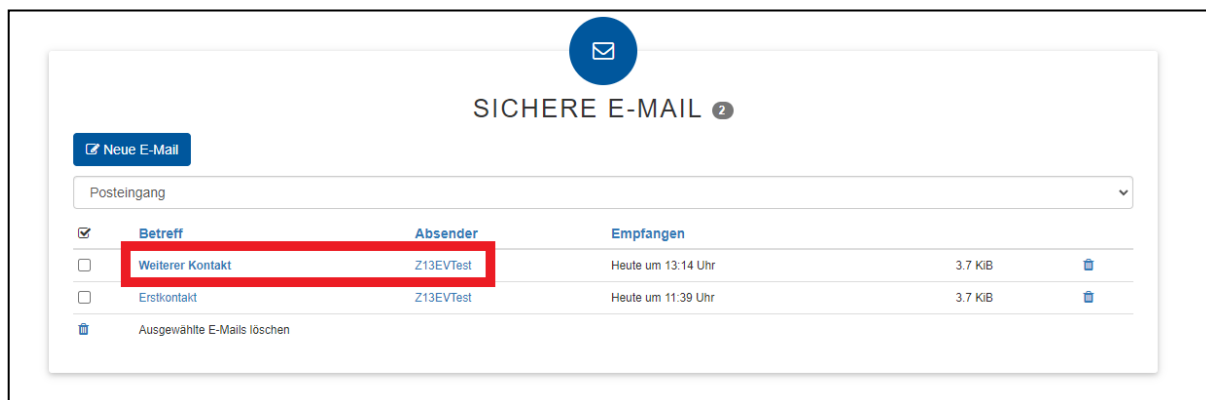 SICHERE E-MAIL 2
Neue E-Mail
Posteingang
Betreff Absender Empfangen
Weiterer Kontakt Z13EVTest Heute um 13:14 Uhr 3.7 KiB
Erstkontakt Z13EVTest Heute um 11:39 Uhr 3.7 KiB
Ausgewählte E-Mails löschen